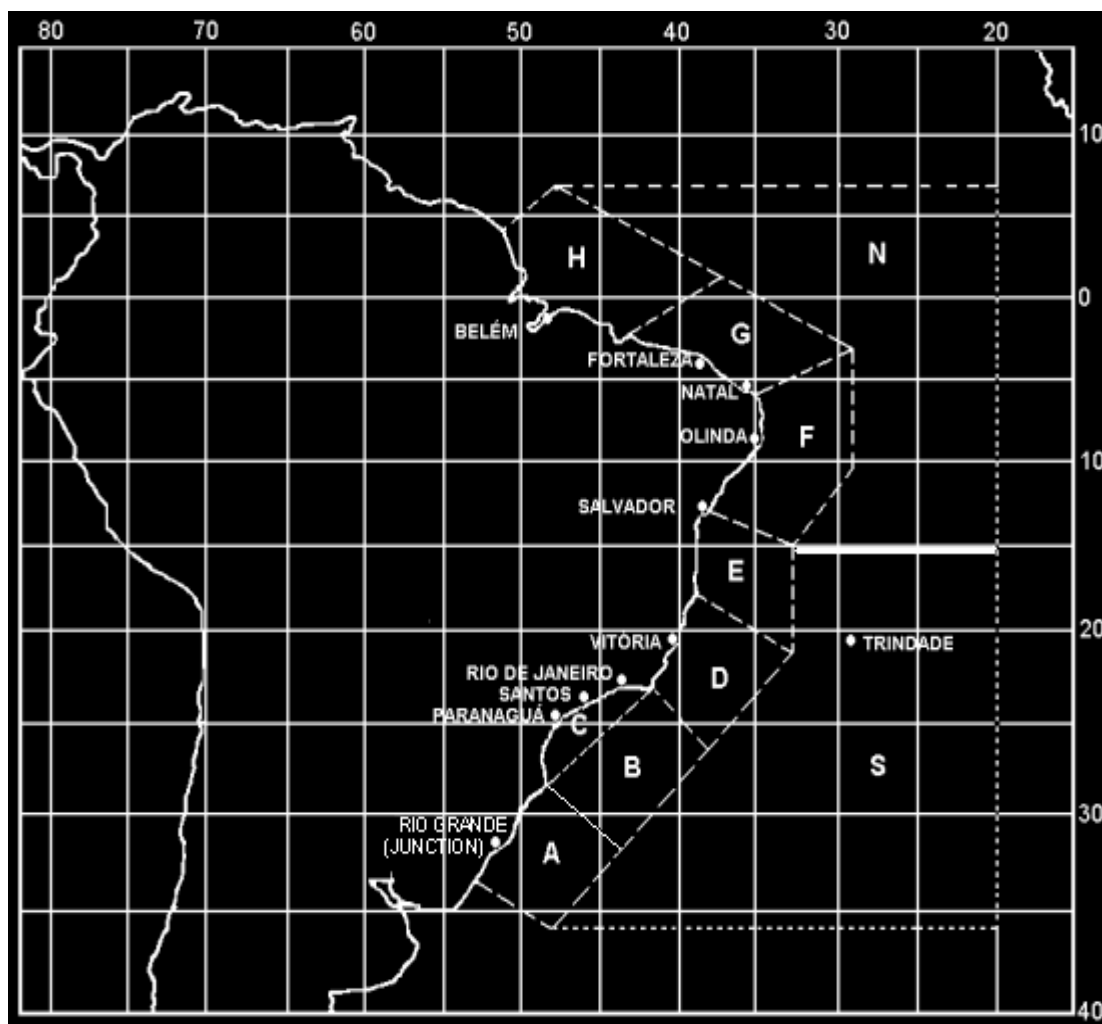 80 70 60 50 40 30 20
10
N
H
0
BELÉM
G
FORTALEZA
NATAL
5
OLINDA
F
10
SALVADOR
E
20
VITÓRIA
TRINDADE
RIO DE JANEIRO
D
SANTOS
PARANAGUÁ
C
B
S
30
RIO GRANDE
(JUNCTION)
A
40